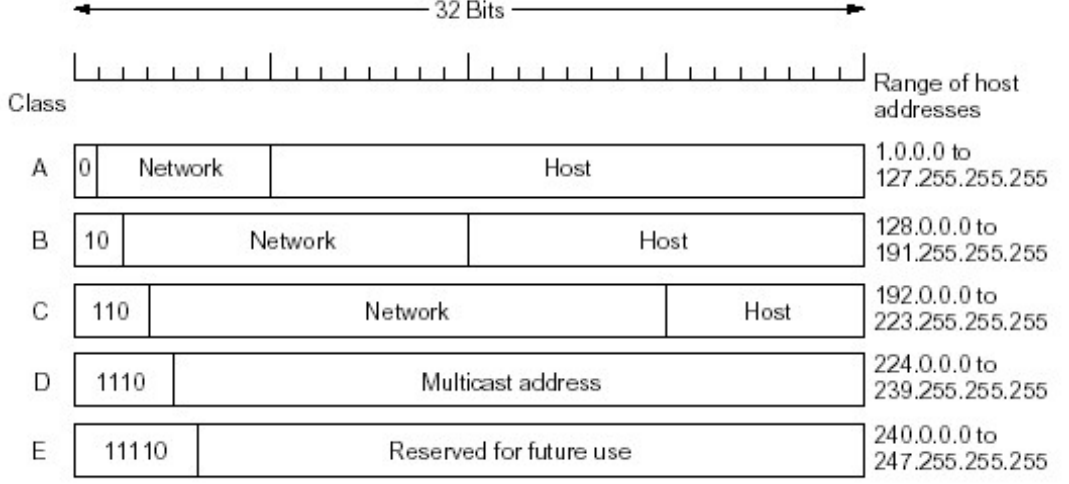 32 Bits
Range of host
addresses
Class
A 0 Network Host 1.0.0.0 to
127.255.255.255
B 10 Network Host 128.0.0.0 to
191.255.255.255
C 110 Network Host 192.0.0.0 to
223.255.255.255
D 1110 Multicast address 224.0.0.0 to
239.255.255.255
E 11110 Reserved for future use 240.0.0.0 to
247.255.255.255